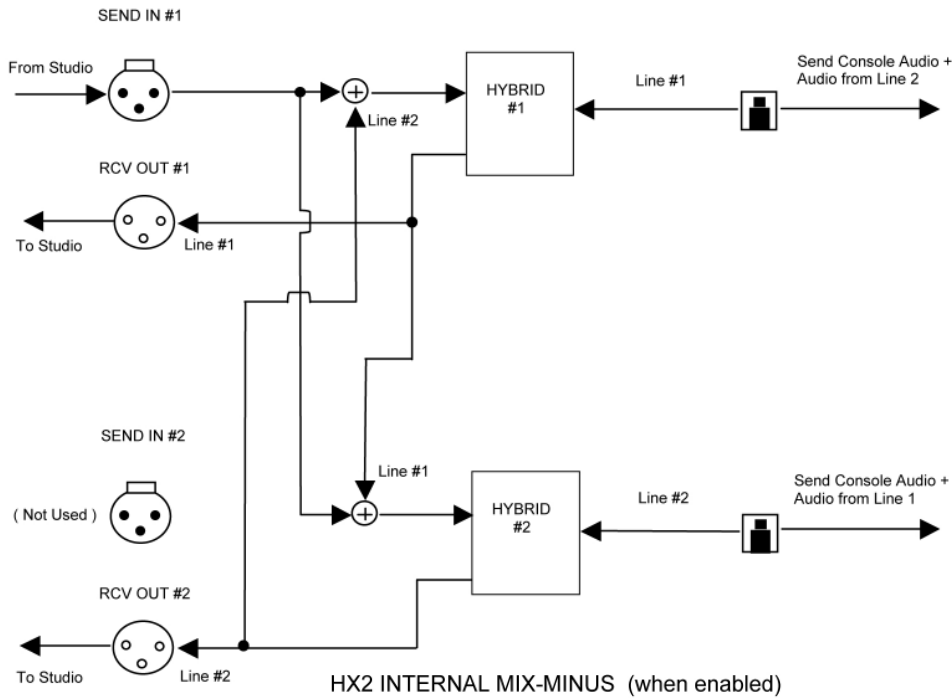 SEND IN #1
From Studio
Send Console Audio +
Audio from Line 2
Line #1
HYBRID
#1
Line #2
RCV OUT #1
To Studio
Line #1
SEND IN #2
Line #1
( Not Used )
HYBRID
#2
Line #2
Send Console Audio +
Audio from Line 1
RCV OUT #2
To Studio
Line #2
HX2 INTERNAL MIX-MINUS (when enabled)